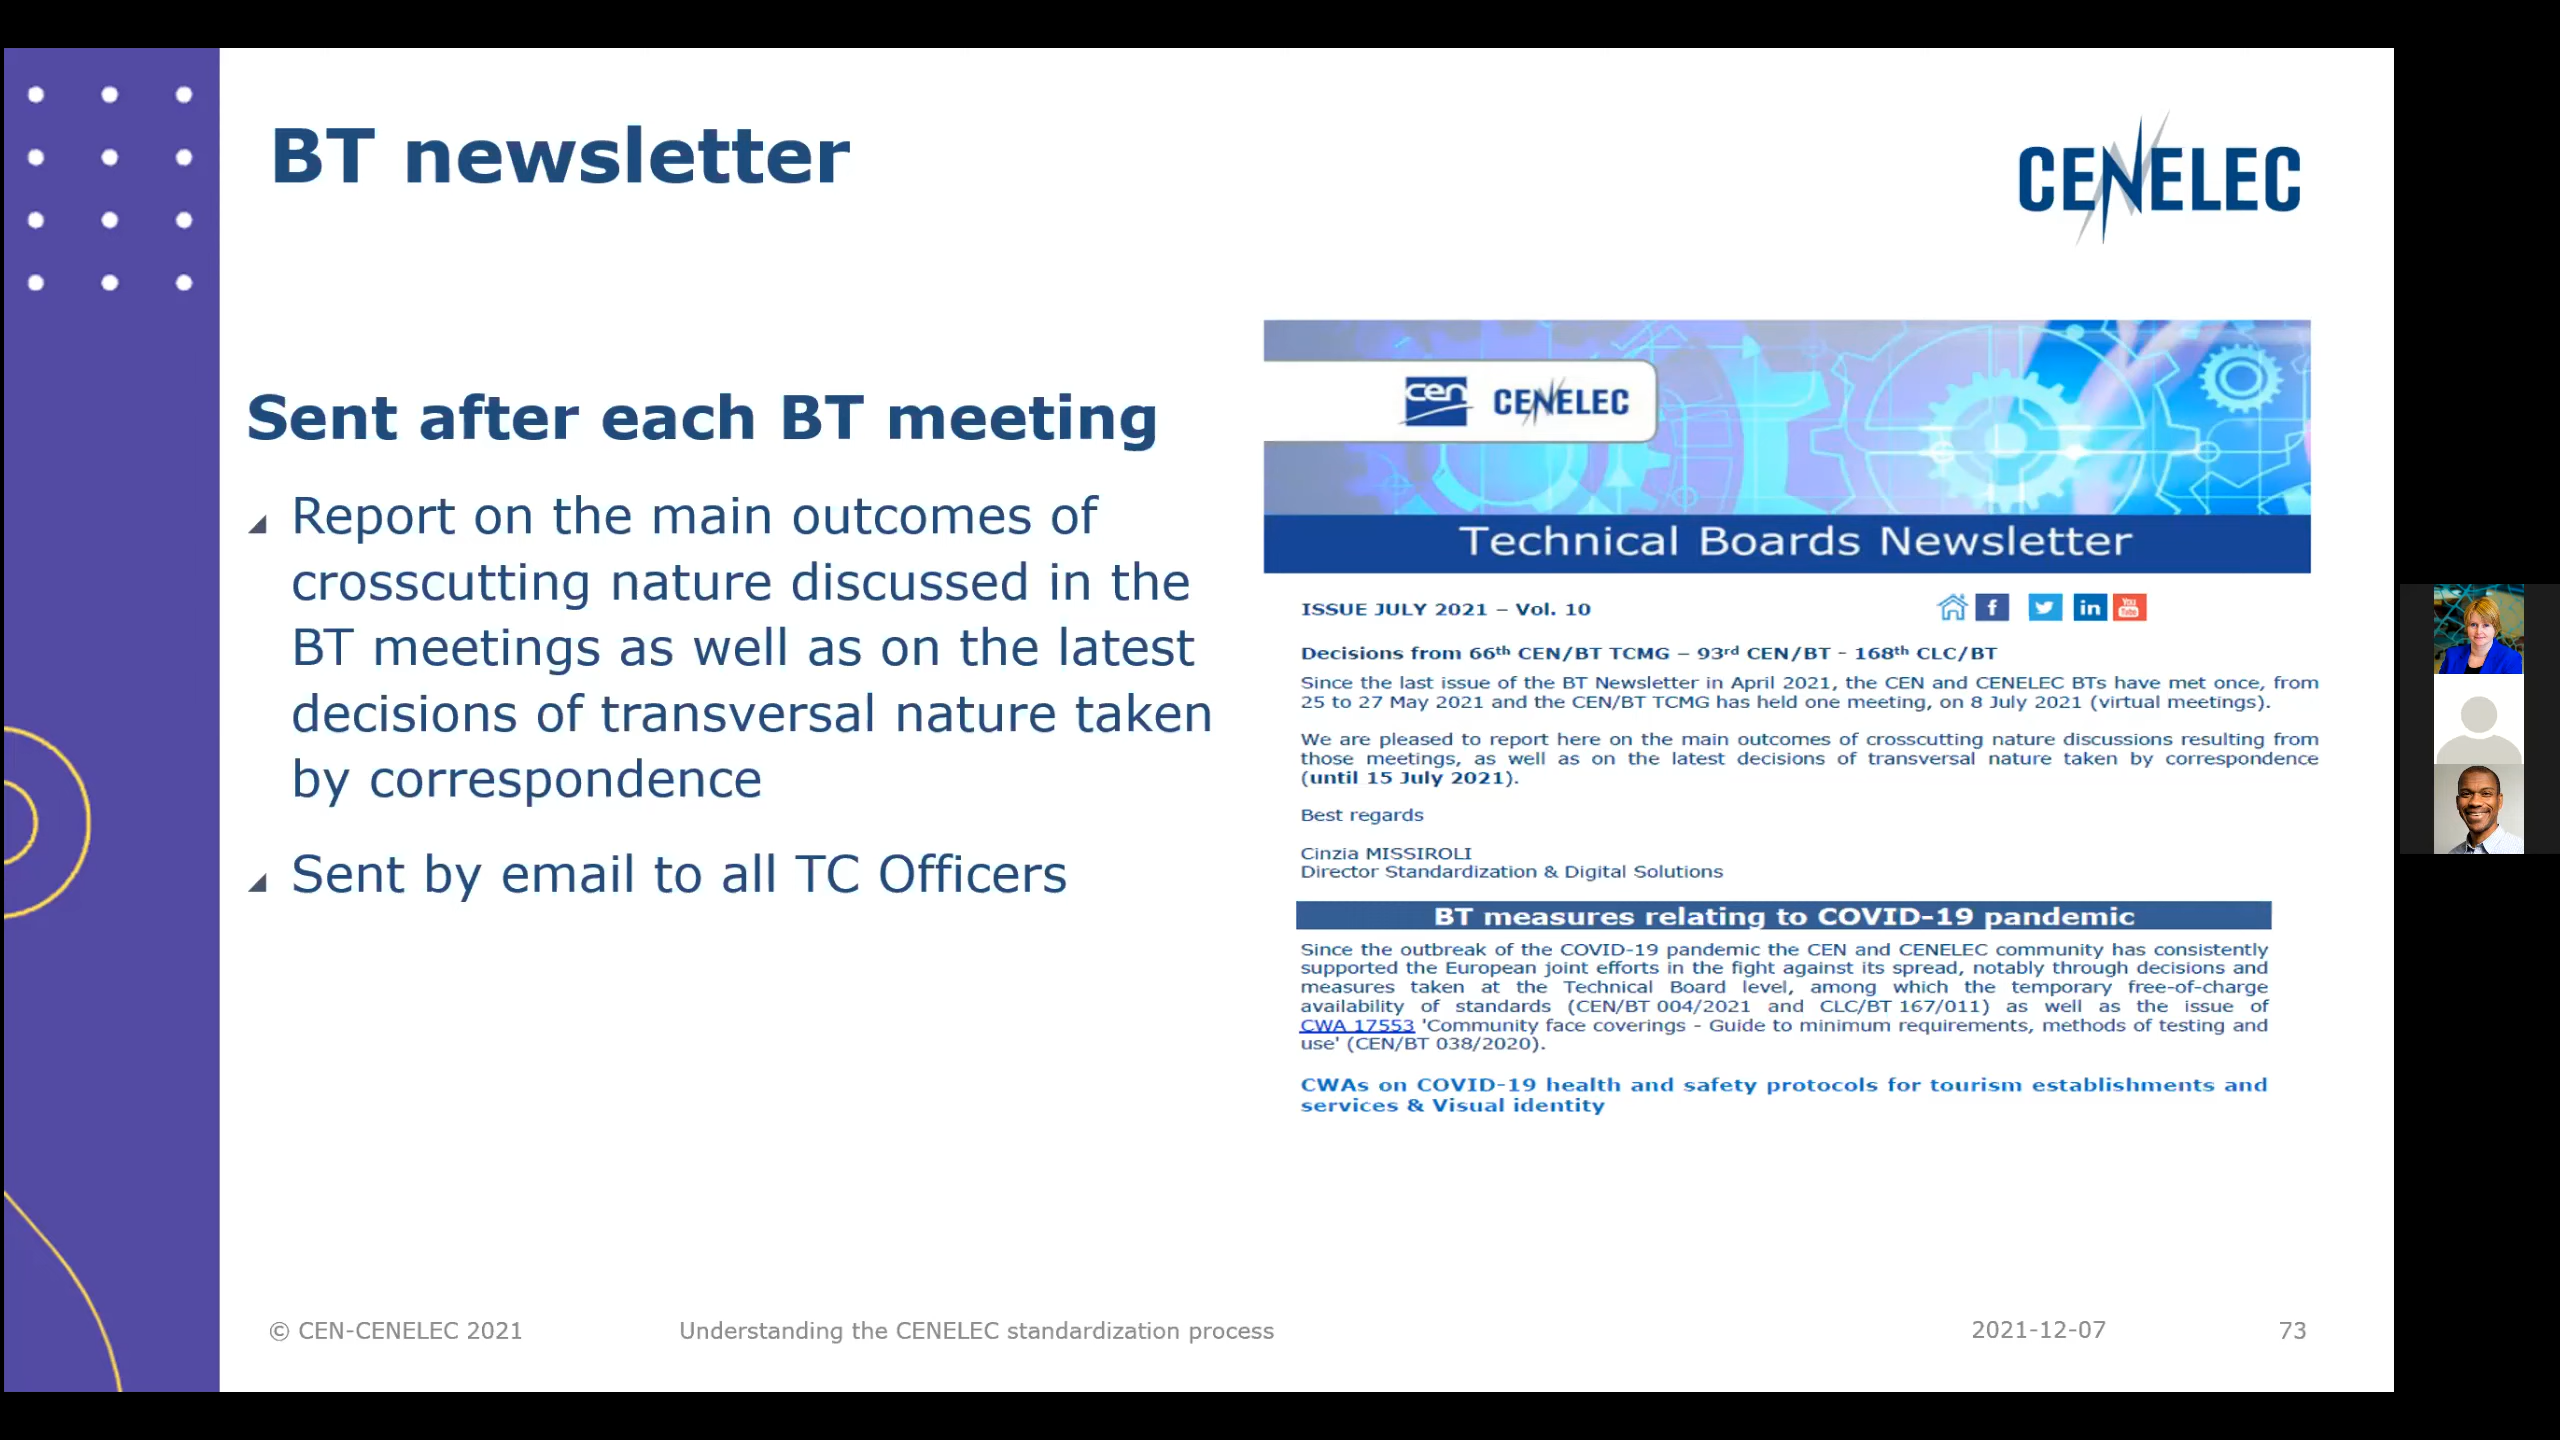 BT newsletter
CENELEC
Sent after each BT meeting
Report on the main outcomes of
crosscutting nature discussed in the
BT meetings as well as on the latest
decisions of transversal nature taken
by correspondence
Sent by email to all TC Officers
cen CENELEC
Technical Boards Newsletter
ISSUE JULY 2021 – Vol. 10
f in You Tube
Decisions from 66th CEN/BT TCMG – 93rd CEN/BT - 168th CLC/BT
Since the last issue of the BT Newsletter in April 2021, the CEN and CENELEC BTs have met once, from
25 to 27 May 2021 and the CEN/BT TCMG has held one meeting, on 8 July 2021 (virtual meetings).
We are pleased to report here on the main outcomes of crosscutting nature discussions resulting from
those meetings, as well as on the latest decisions of transversal nature taken by correspondence
(until 15 July 2021).
Best regards
Cinzia MISSIROLI
Director Standardization & Digital Solutions
BT measures relating to COVID-19 pandemic
Since the outbreak of the COVID-19 pandemic the CEN and CENELEC community has consistently
supported the European joint efforts in the fight against its spread, notably through decisions and
measures taken at the Technical Board level, among which the temporary free-of-charge
availability of standards (CEN/BT 004/2021 and CLC/BT 167/011) as well as the issue of
CWA 17553 'Community face coverings - Guide to minimum requirements, methods of testing and
use' (CEN/BT 038/2020).
CWAs on COVID-19 health and safety protocols for tourism establishments and
services & Visual identity
© CEN-CENELEC 2021 Understanding the CENELEC standardization process 2021-12-07 73